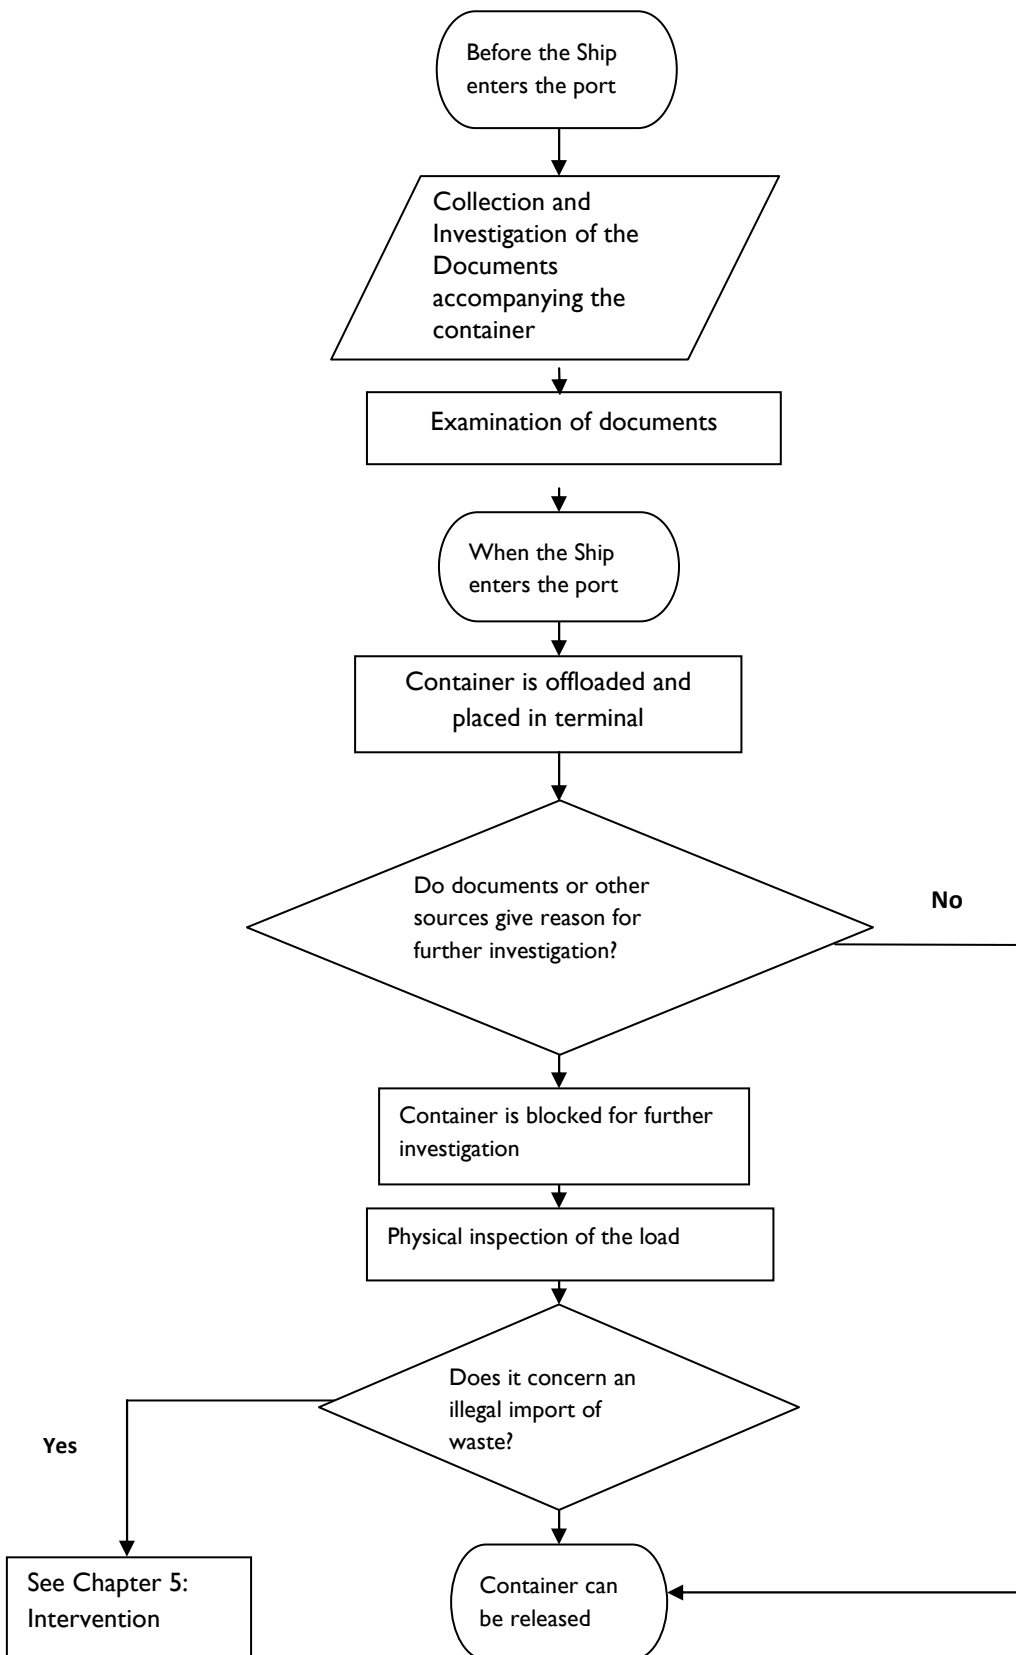 Before the Ship
enters the port
Collection and
Investigation of the
Documents
accompanying the
container
Examination of documents
When the Ship
enters the port
Container is offloaded and
placed in terminal
Do documents or other
sources give reason for
further investigation?
No
Container is blocked for further
investigation
Physical inspection of the load
Does it concern an
illegal import of
waste?
Yes
See Chapter 5:
Intervention
Container can
be released